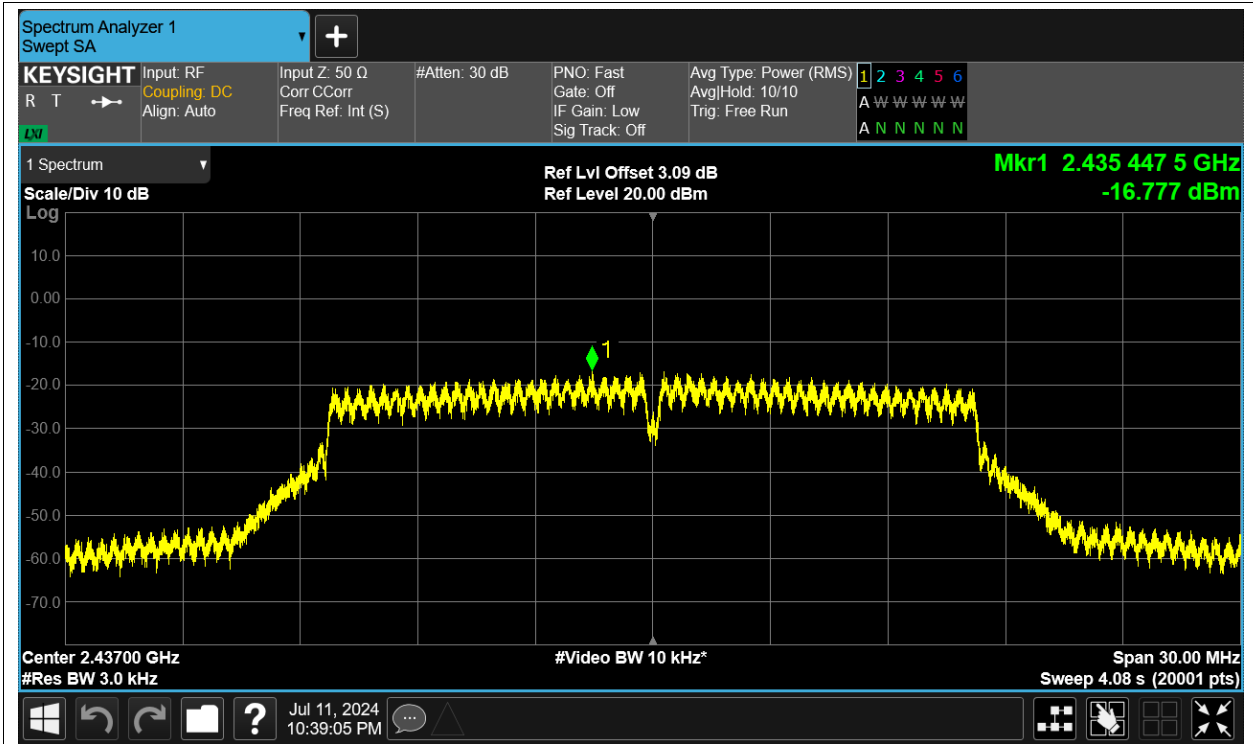 Spectrum Analyzer 1
Swept SA
KEYSIGHT
R T
LXI
Input: RF
Coupling: DC
Align: Auto
Input Z: 50 Ω
Corr CCorr
Freq Ref: Int (S)
#Atten: 30 dB
PNO: Fast
Gate: Off
IF Gain: Low
Sig Track: Off
Avg Type: Power (RMS)
Avg|Hold: 10/10
Trig: Free Run
1 2 3 4 5 6
A W W W W W
A N N N N N
1 Spectrum
Scale/Div 10 dB
Ref Lvl Offset 3.09 dB
Ref Level 20.00 dBm
Mkr1 2.435 447 5 GHz
-16.777 dBm
Log
10.0
0.00
-10.0
-20.0
-30.0
-40.0
-50.0
-60.0
-70.0
1
Center 2.43700 GHz
#Res BW 3.0 kHz
#Video BW 10 kHz*
Span 30.00 MHz
Sweep 4.08 s (20001 pts)
?
Jul 11, 2024
10:39:05 PM